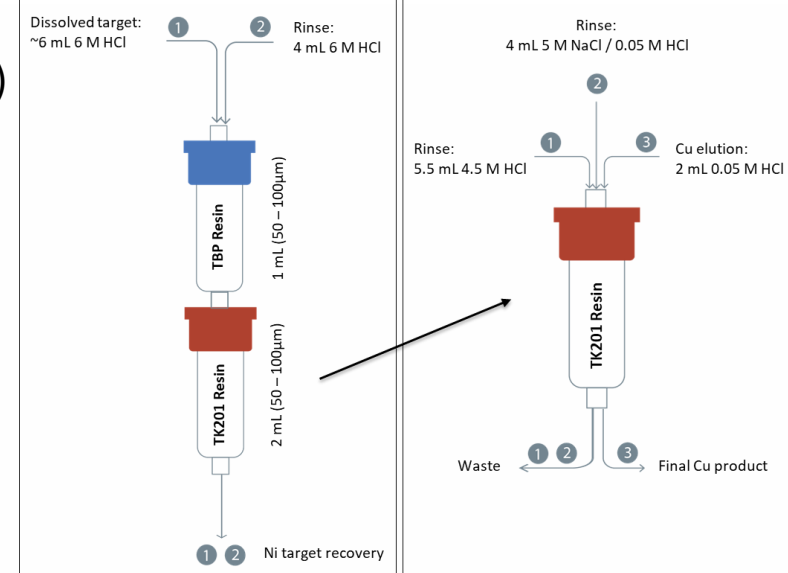 )
Dissolved target:
~6 mL 6 M HCl
1
2
Rinse:
4 mL 6 M HCl
TBP Resin
1 mL (50 – 100µm)
TK201 Resin
2 mL (50 – 100µm)
1 2 Ni target recovery
Rinse:
4 mL 5 M NaCl / 0.05 M HCl
2
Rinse:
5.5 mL 4.5 M HCl
1
3
Cu elution:
2 mL 0.05 M HCl
TK201 Resin
Waste
1 2
3
Final Cu product